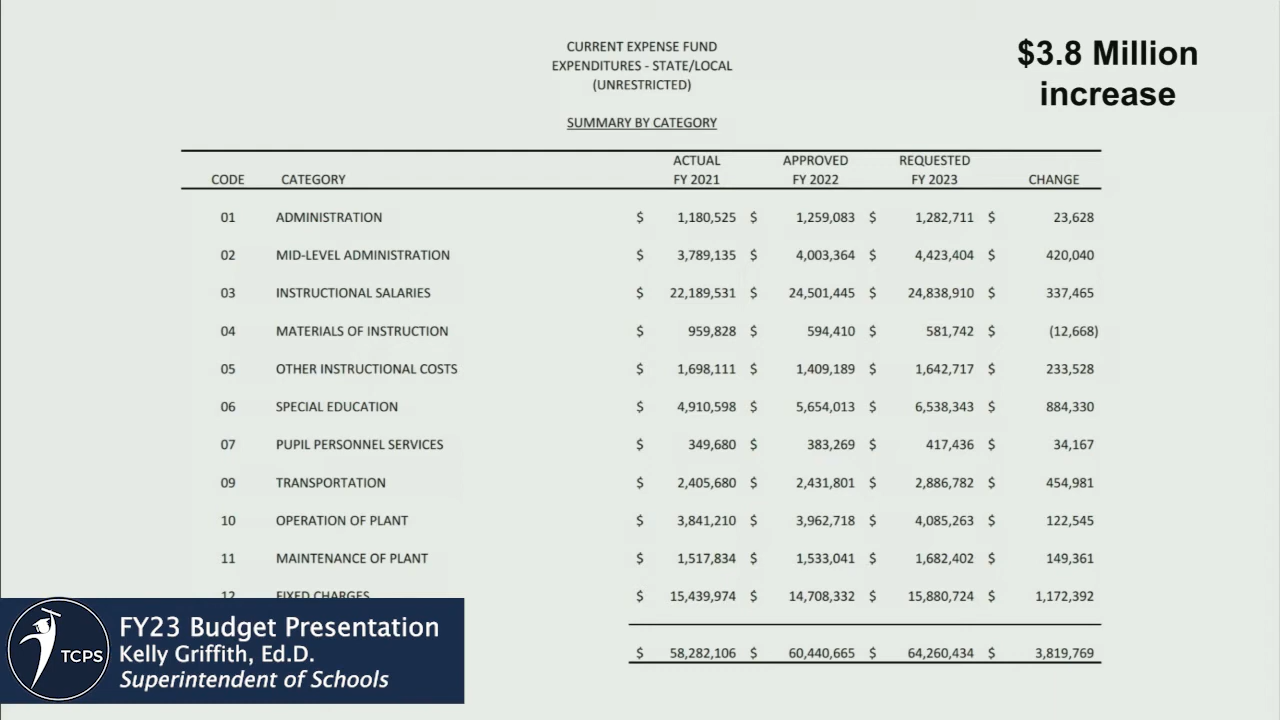 $3.8 Million
increase
CURRENT EXPENSE FUND
EXPENDITURES - STATE/LOCAL
(UNRESTRICTED)
SUMMARY BY CATEGORY
ACTUAL APPROVED REQUESTED
CODE CATEGORY FY 2021 FY 2022 FY 2023 CHANGE
01 ADMINISTRATION $ 1,180,525 $ 1,259,083 $ 1,282,711 $ 23,628
02 MID-LEVEL ADMINISTRATION $ 3,789,135 $ 4,003,364 $ 4,423,404 $ 420,040
03 INSTRUCTIONAL SALARIES $ 22,189,531 $ 24,501,445 $ 24,838,910 $ 337,465
04 MATERIALS OF INSTRUCTION $ 959,828 $ 594,410 $ 581,742 $ (12,668)
05 OTHER INSTRUCTIONAL COSTS $ 1,698,111 $ 1,409,189 $ 1,642,717 $ 233,528
06 SPECIAL EDUCATION $ 4,910,598 $ 5,654,013 $ 6,538,343 $ 884,330
07 PUPIL PERSONNEL SERVICES $ 349,680 $ 383,269 $ 417,436 $ 34,167
09 TRANSPORTATION $ 2,405,680 $ 2,431,801 $ 2,886,782 $ 454,981
10 OPERATION OF PLANT $ 3,841,210 $ 3,962,718 $ 4,085,263 $ 122,545
11 MAINTENANCE OF PLANT $ 1,517,834 $ 1,533,041 $ 1,682,402 $ 149,361
12 FIXED CHARGES $ 15,439,974 $ 14,708,332 $ 15,880,724 $ 1,172,392
$ 58,282,106 $ 60,440,665 $ 64,260,434 $ 3,819,769
TCPS
FY23 Budget Presentation
Kelly Griffith, Ed.D.
Superintendent of Schools